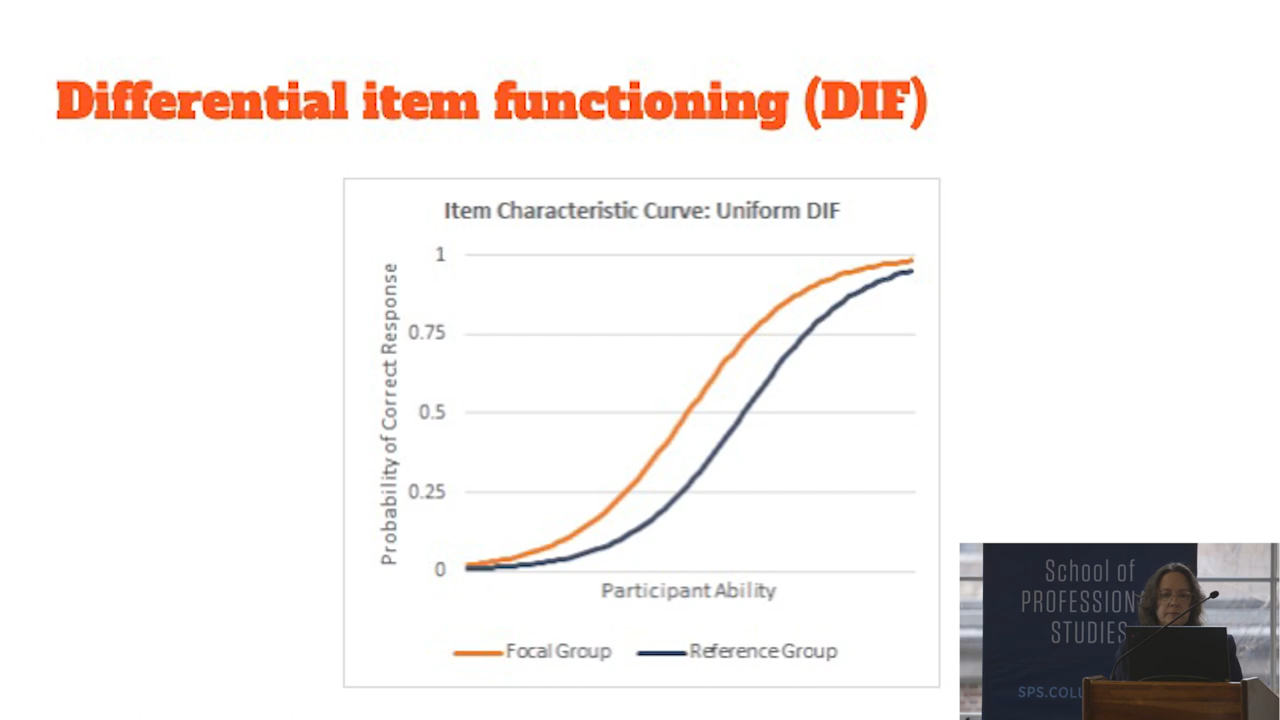 Differential item functioning (DIF)
Item Characteristic Curve: Uniform DIF
Probability of Correct Response
1
0.75
0.5
0.25
0
Participant Ability
Focal Group
Reference Group
School of
PROFESSION
STUDIES
SPS.COLU